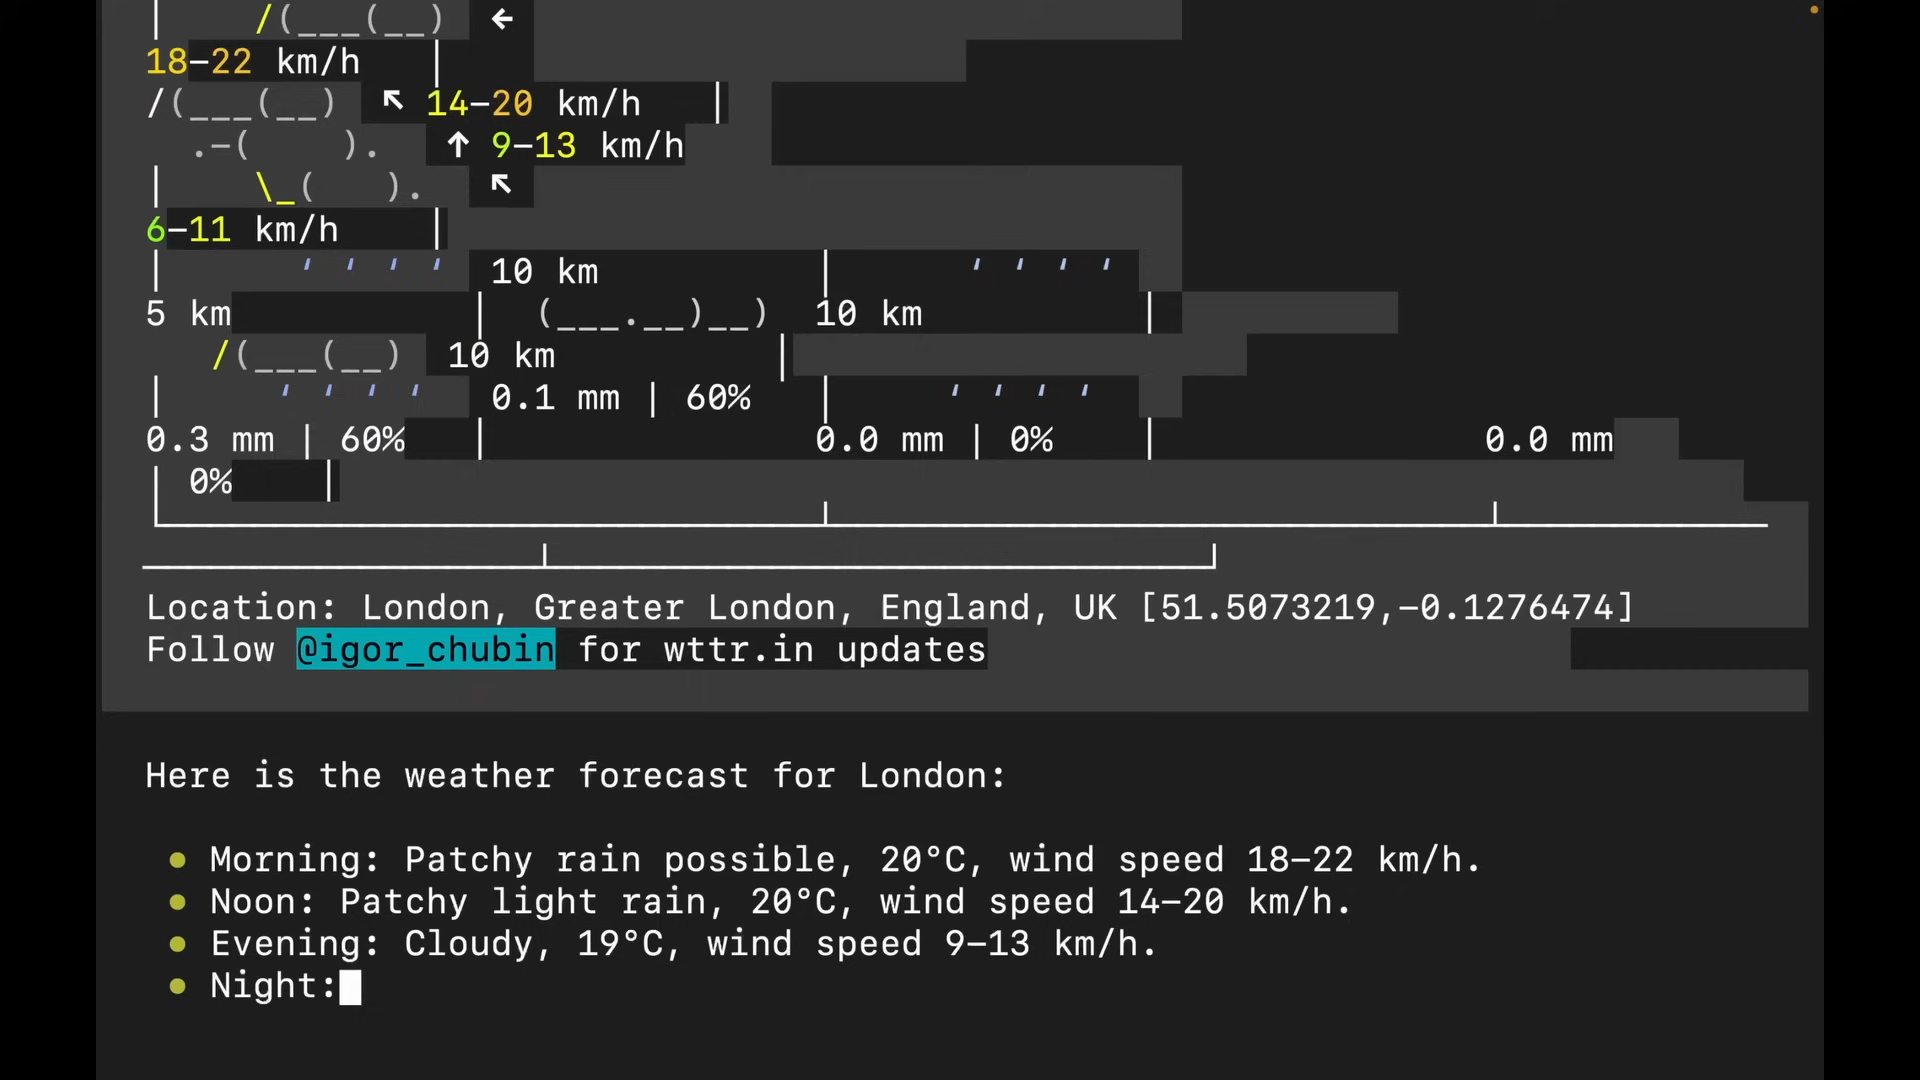 |    /(___(__)  ←
18–22 km/h   |
/(___(__)  ↖ 14–20 km/h   |
.–(    ).   ↑ 9–13 km/h
|    \_(   ).  ↖
6–11 km/h    |
|      ‘ ‘ ‘ ‘  10 km          |      ‘ ‘ ‘ ‘
5 km           |  (___.__)__)  10 km          |
/(___(__)  10 km          |
|     ‘ ‘ ‘ ‘   0.1 mm | 60%   |     ‘ ‘ ‘ ‘
0.3 mm | 60%   |               0.0 mm | 0%    |               0.0 mm
| 0%    |
Location: London, Greater London, England, UK [51.5073219,–0.1276474]
Follow @igor_chubin for wttr.in updates
Here is the weather forecast for London:
• Morning: Patchy rain possible, 20°C, wind speed 18–22 km/h.
• Noon: Patchy light rain, 20°C, wind speed 14–20 km/h.
• Evening: Cloudy, 19°C, wind speed 9–13 km/h.
• Night: